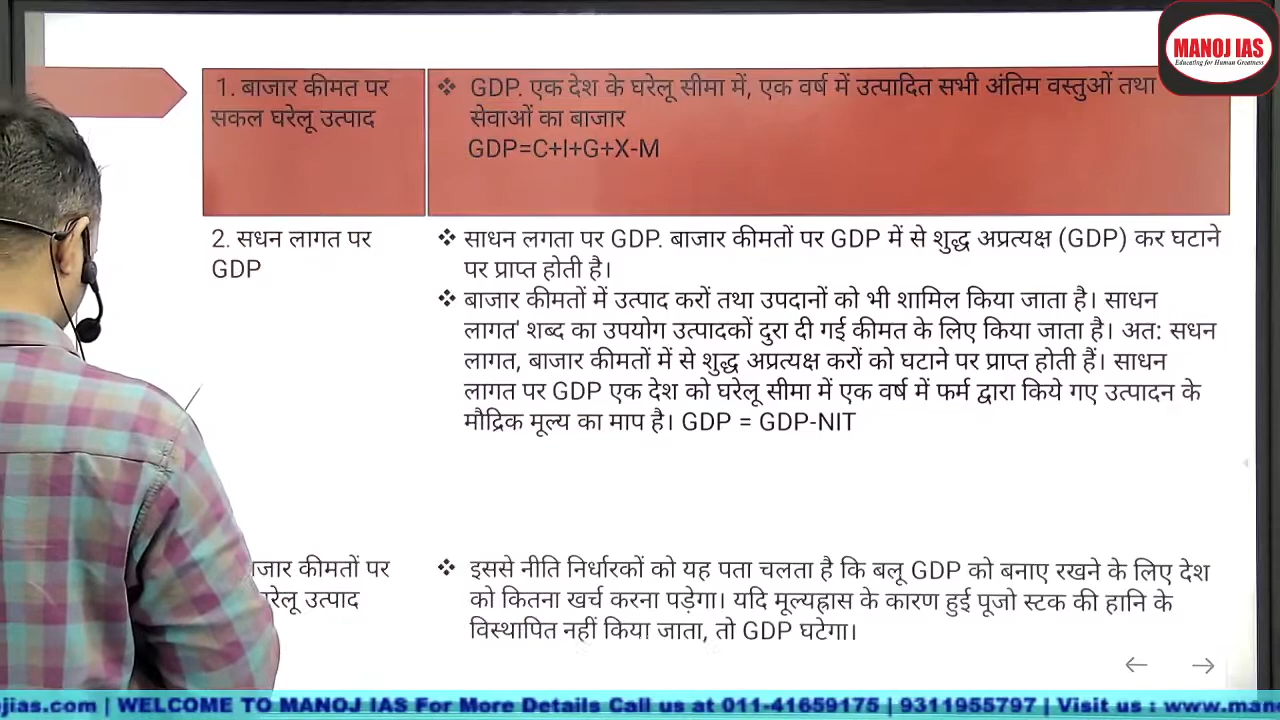 MANOJ IAS
Educating for Human Greatness
1. बाजार कीमत पर
सकल घरेलू उत्पाद
❖ GDP. एक देश के घरेलू सीमा में, एक वर्ष में उत्पादित सभी अंतिम वस्तुओं तथा
सेवाओं का बाजार
GDP=C+I+G+X-M
2. सधन लागत पर
GDP
❖ साधन लगता पर GDP. बाजार कीमतों पर GDP में से शुद्ध अप्रत्यक्ष (GDP) कर घटाने
पर प्राप्त होती है।
❖ बाजार कीमतों में उत्पाद करों तथा उपदानों को भी शामिल किया जाता है। साधन
लागत' शब्द का उपयोग उत्पादकों दुरा दी गई कीमत के लिए किया जाता है। अत: सधन
लागत, बाजार कीमतों में से शुद्ध अप्रत्यक्ष करों को घटाने पर प्राप्त होती हैं। साधन
लागत पर GDP एक देश को घरेलू सीमा में एक वर्ष में फर्म द्वारा किये गए उत्पादन के
मौद्रिक मूल्य का माप है। GDP = GDP-NIT
कीमतों पर
उत्पाद
❖ इससे नीति निर्धारकों को यह पता चलता है कि बलू GDP को बनाए रखने के लिए देश
को कितना खर्च करना पड़ेगा। यदि मूल्यह्रास के कारण हुई पूजो स्टक की हानि के
विस्थापित नहीं किया जाता, तो GDP घटेगा।
jias.com | WELCOME TO MANOJ IAS For More Details Call us at 011-41659175 | 9311955797 | Visit us : www.man